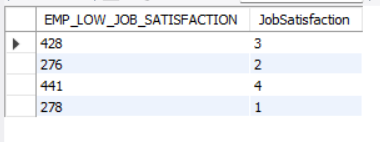 EMP_LOW_JOB_SATISFACTION JobSatisfaction
428 3
276 2
441 4
278 1